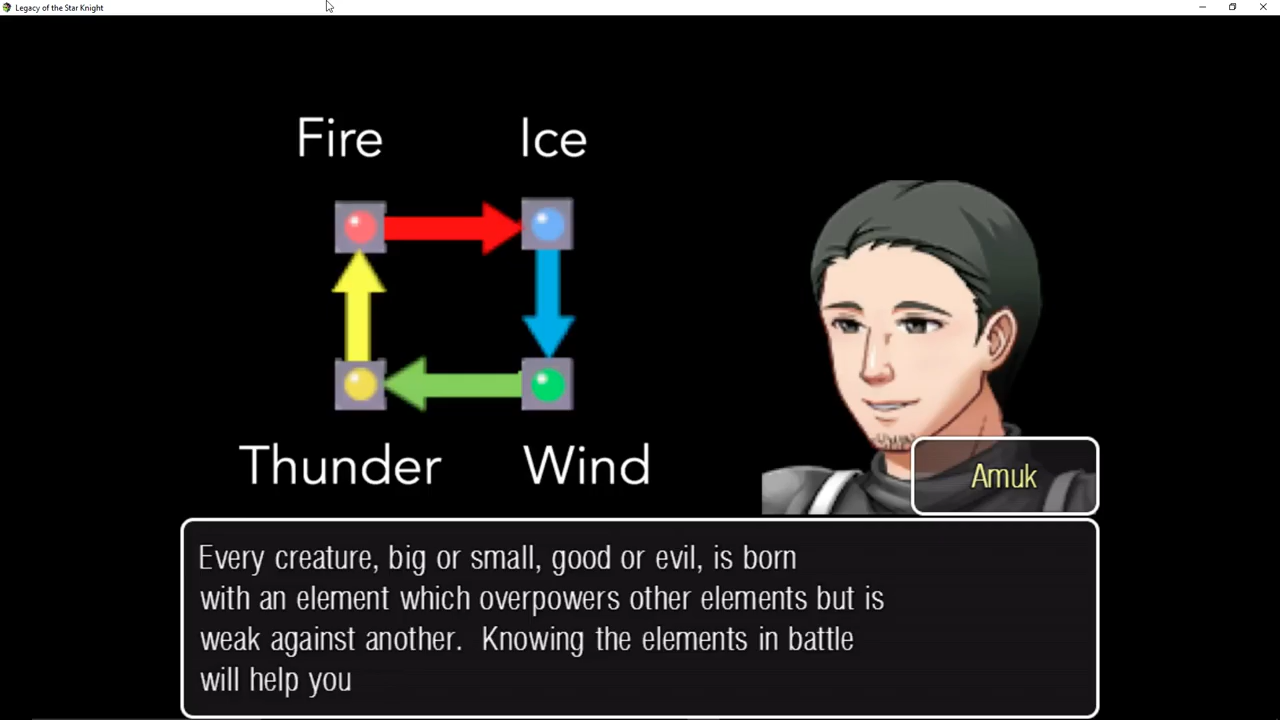 Legacy of the Star Knight
Fire Ice
Thunder Wind
Amuk
Every creature, big or small, good or evil, is born
with an element which overpowers other elements but is
weak against another. Knowing the elements in battle
will help you